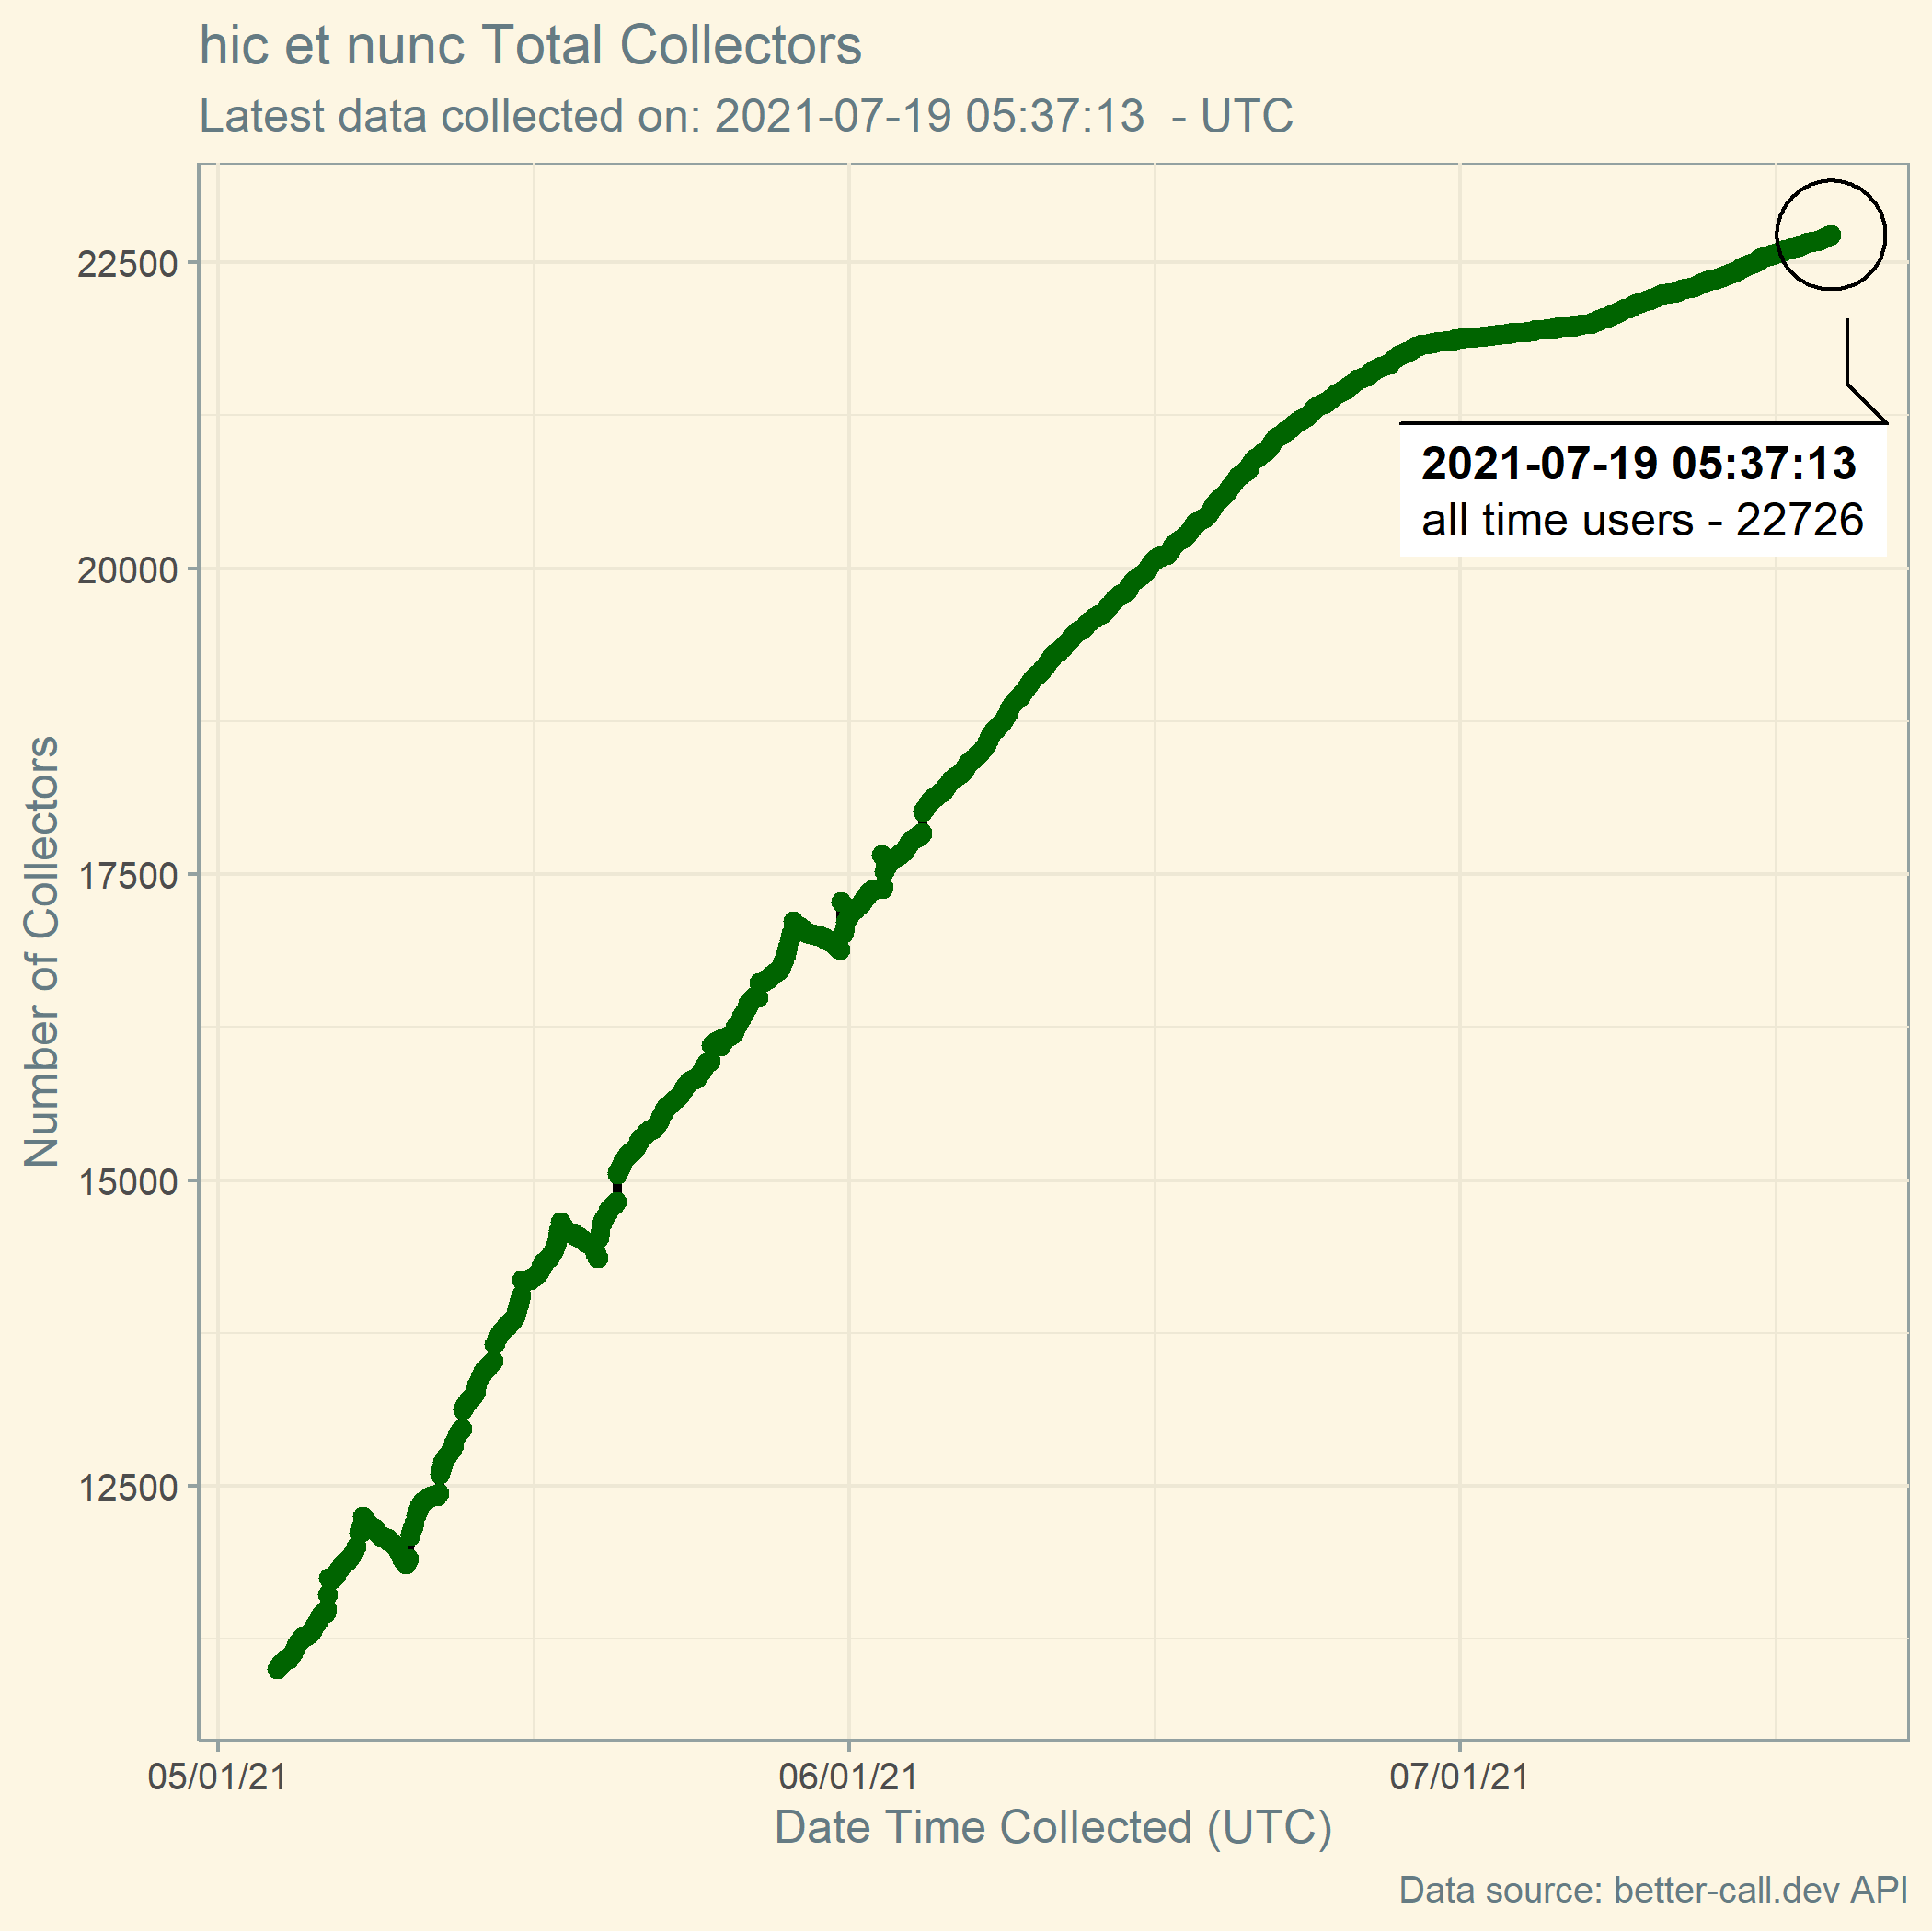 hic et nunc Total Collectors
Latest data collected on: 2021-07-19 05:37:13  - UTC
Number of Collectors
22500
20000
17500
15000
12500
2021-07-19 05:37:13
all time users - 22726
05/01/21
06/01/21
07/01/21
Date Time Collected (UTC)
Data source: better-call.dev API